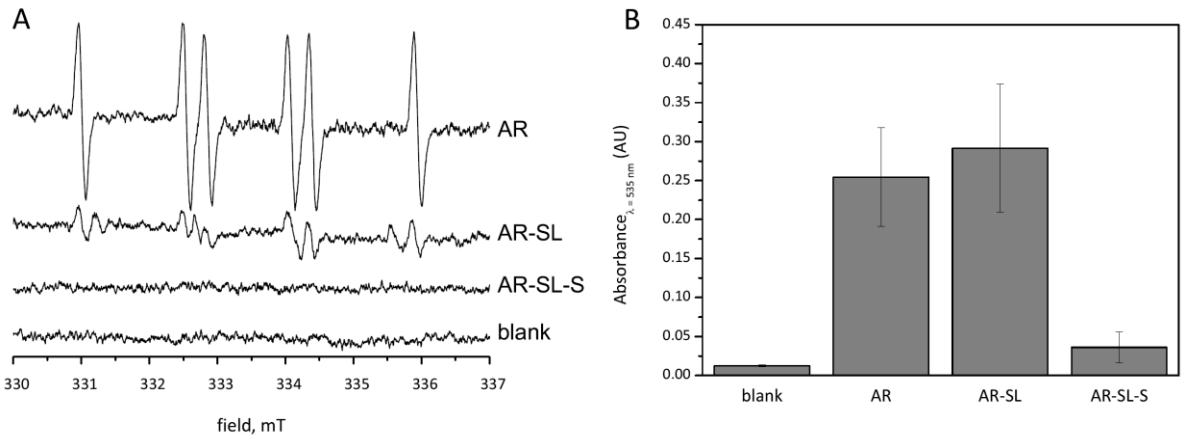 A
AR
AR-SL
AR-SL-S
blank
330 331 332 333 334 335 336 337
field, mT
B
Absorbance λ = 535 nm (AU)
0.45
0.40
0.35
0.30
0.25
0.20
0.15
0.10
0.05
0.00
blank AR AR-SL AR-SL-S